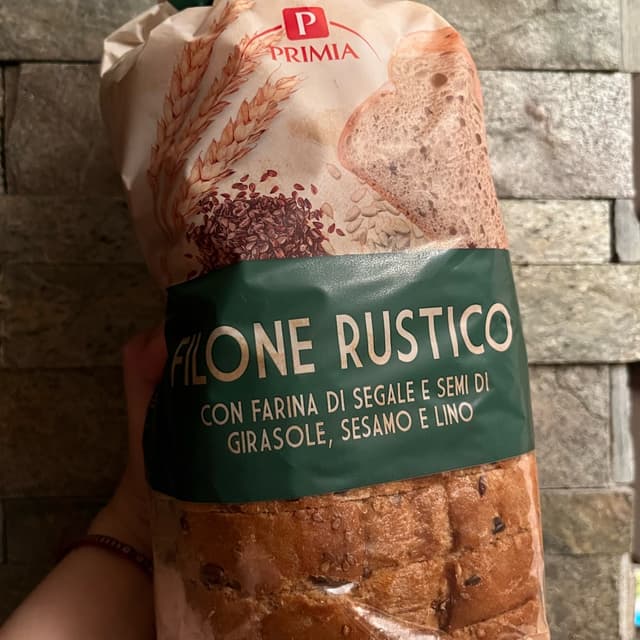 P
PRIMIA
FILONE RUSTICO
CON FARINA DI SEGALE E SEMI DI
GIRASOLE, SESAMO E LINO